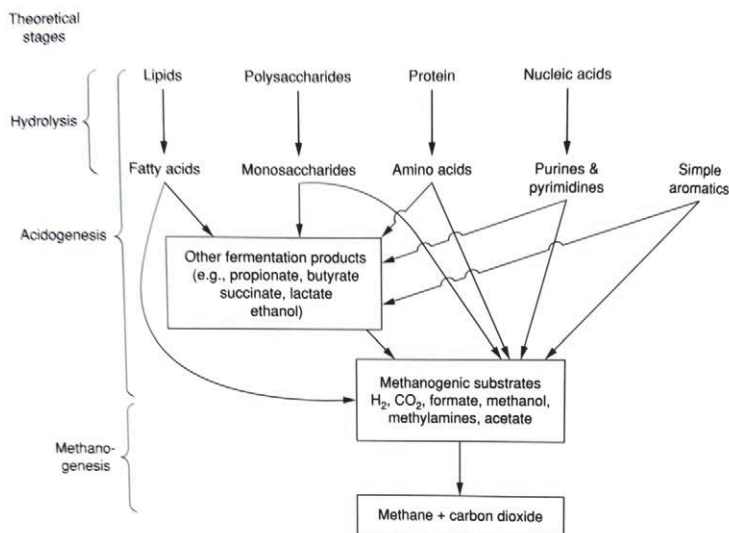 Theoretical
stages
Lipids Polysaccharides Protein Nucleic acids
Hydrolysis
Fatty acids Monosaccharides Amino acids Purines &
pyrimidines Simple
aromatics
Acidogenesis
Other fermentation products
(e.g., propionate, butyrate
succinate, lactate
ethanol)
Methanogenic substrates
H₂, CO₂, formate, methanol,
methylamines, acetate
Methano-
genesis
Methane + carbon dioxide